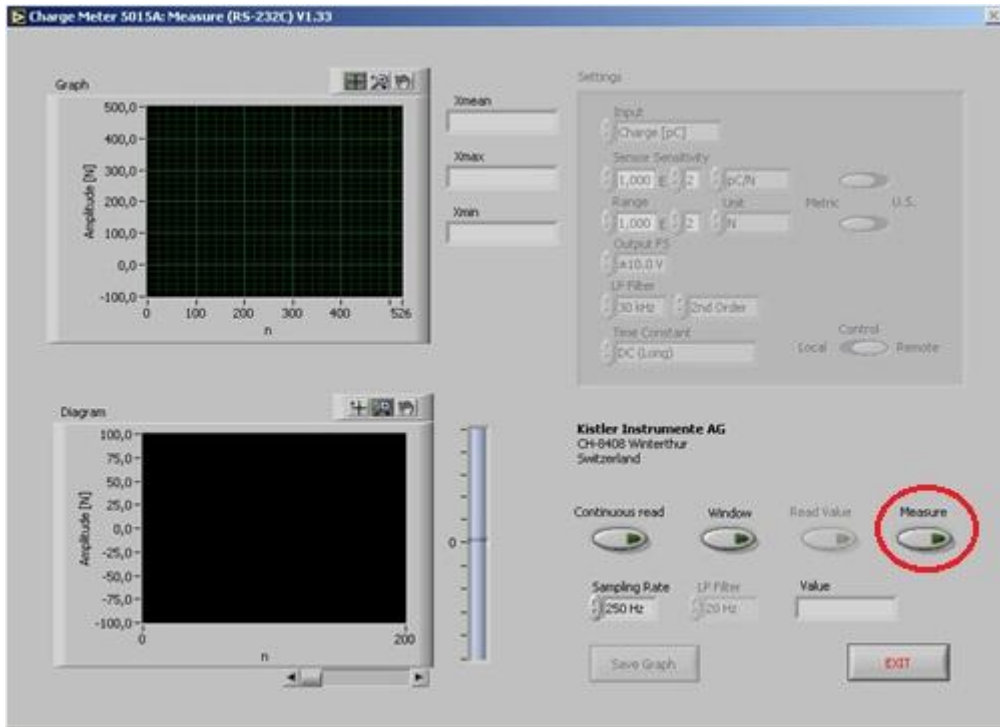 Charge Meter 5015A: Measure (RS-232C) V1.33
Graph
500,0
400,0
300,0
200,0
100,0
0,0
-100,0
Amplitude [N]
0 100 200 300 400 526
n
Xmean
Xmax
Xmin
Settings
Input
Charge [pC]
Sensor Sensitivity
1,000 E 2 pC/N
Range Unit
1,000 E 2 N
Metric U.S.
Output FS
±10.0 V
LP Filter
30 kHz 2nd Order
Time Constant
DC (Long)
Control
Local Remote
Diagram
100,0
75,0
50,0
25,0
0,0
-25,0
-50,0
-75,0
-100,0
Amplitude [N]
0 200
n
0
Kistler Instrumente AG
CH-8408 Winterthur
Switzerland
Continuous read Window Read Value Measure
Sampling Rate LP Filter Value
250 Hz 20 Hz
Save Graph EXIT